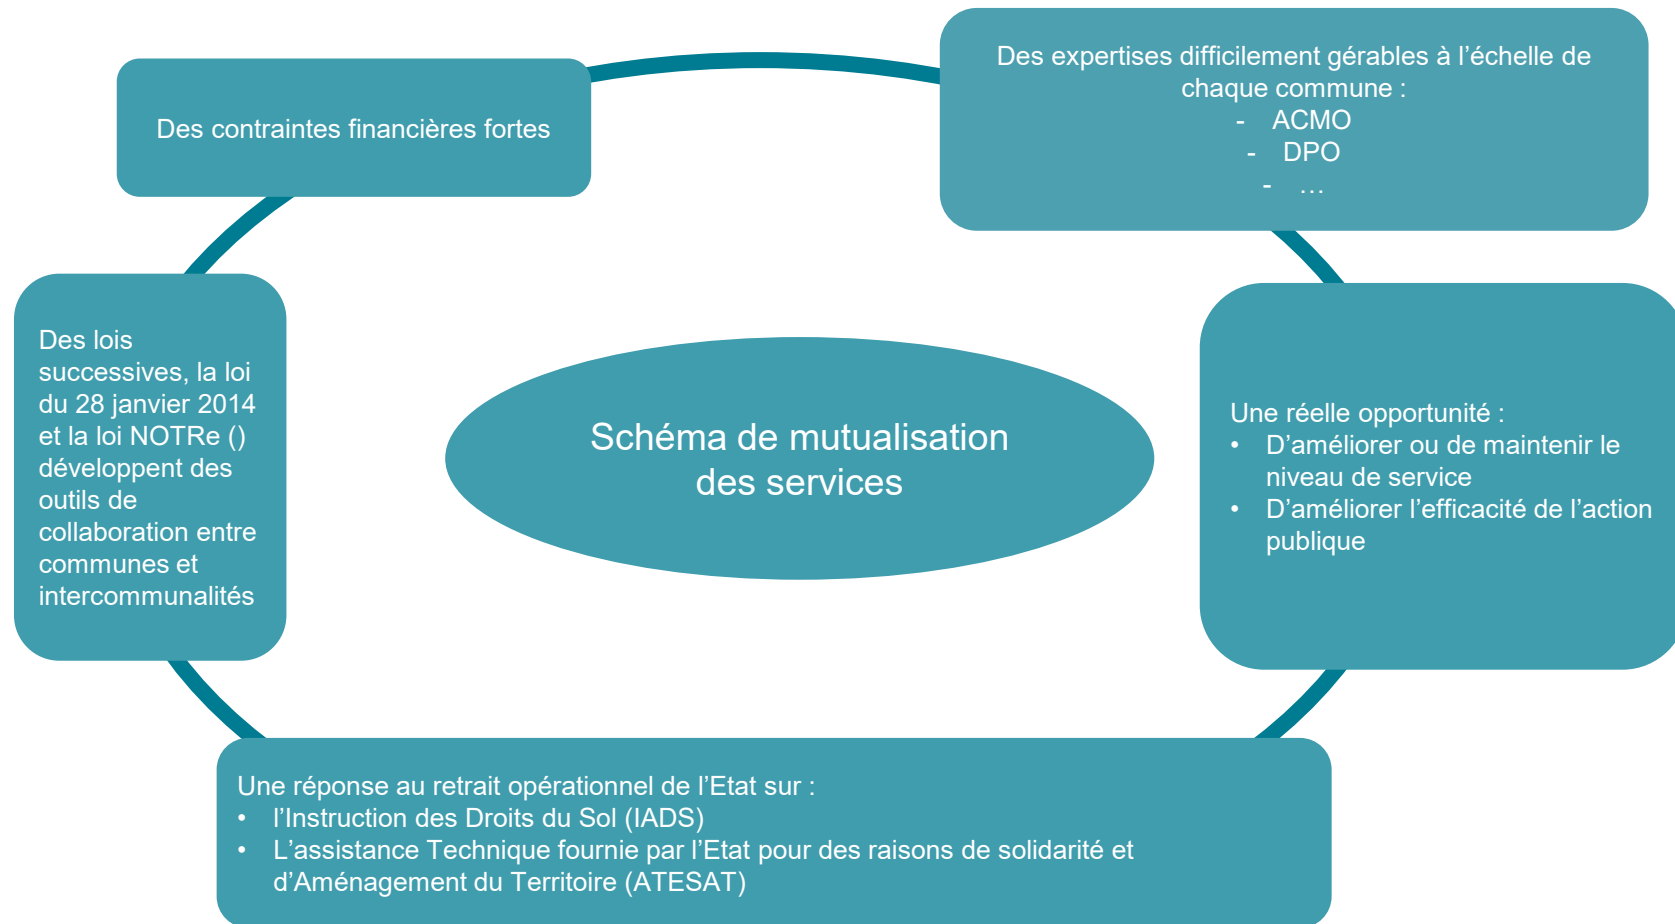 Des contraintes financières fortes
Des expertises difficilement gérables à l’échelle de
chaque commune :
- ACMO
- DPO
- …
Des lois
successives, la loi
du 28 janvier 2014
et la loi NOTRe ()
développent des
outils de
collaboration entre
communes et
intercommunalités
Schéma de mutualisation
des services
Une réelle opportunité :
• D’améliorer ou de maintenir le
niveau de service
• D’améliorer l’efficacité de l’action
publique
Une réponse au retrait opérationnel de l’Etat sur :
• l’Instruction des Droits du Sol (IADS)
• L’assistance Technique fournie par l’Etat pour des raisons de solidarité et
d’Aménagement du Territoire (ATESAT)